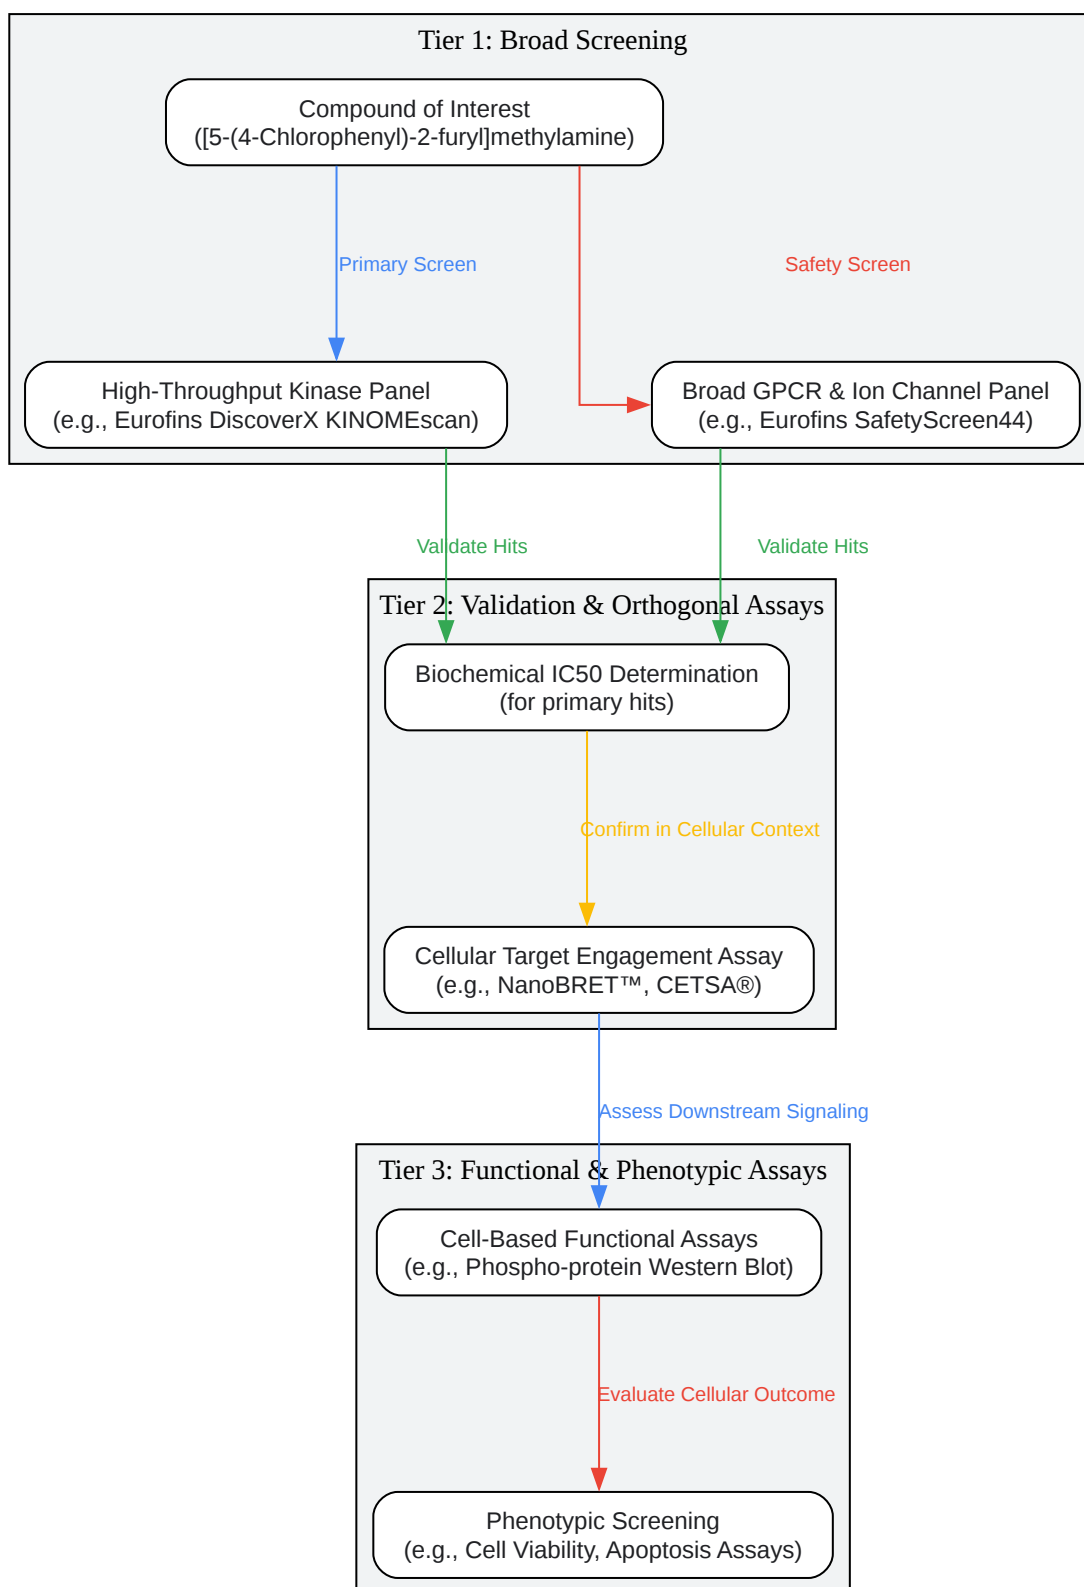 Tier 1: Broad Screening
Compound of Interest
([5-(4-Chlorophenyl)-2-furyl]methylamine)
Primary Screen
Safety Screen
High-Throughput Kinase Panel
(e.g., Eurofins DiscoverX KINOMEscan)
Broad GPCR & Ion Channel Panel
(e.g., Eurofins SafetyScreen44)
Validate Hits
Validate Hits
Tier 2: Validation & Orthogonal Assays
Biochemical IC50 Determination
(for primary hits)
Confirm in Cellular Context
Cellular Target Engagement Assay
(e.g., NanoBRET™, CETSA®)
Assess Downstream Signaling
Tier 3: Functional & Phenotypic Assays
Cell-Based Functional Assays
(e.g., Phospho-protein Western Blot)
Evaluate Cellular Outcome
Phenotypic Screening
(e.g., Cell Viability, Apoptosis Assays)